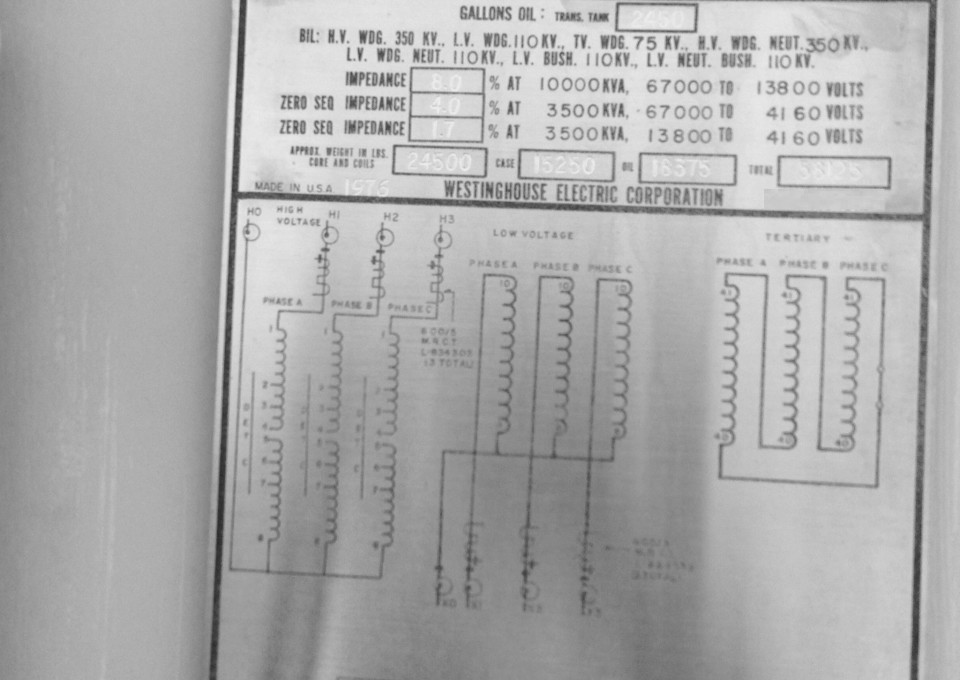 GALLONS OIL: TRANS. TANK 2450
BIL: H.V. WDG. 350 KV., L.V. WDG. 110 KV., TV. WDG. 75 KV., H.V. WDG. NEUT. 350 KV.,
L.V. WDG. NEUT. 110 KV., L.V. BUSH. 110 KV., L.V. NEUT. BUSH. 110 KV.
IMPEDANCE 8.0 % AT 10000 KVA, 67000 TO 13800 VOLTS
ZERO SEQ IMPEDANCE 4.0 % AT 3500 KVA, 67000 TO 4160 VOLTS
ZERO SEQ IMPEDANCE 1.7 % AT 3500 KVA, 13800 TO 4160 VOLTS
APPROX. WEIGHT IN LBS. CORE AND COILS 24500 CASE 15250 OIL 18375 TOTAL
MADE IN U.S.A. 1976 WESTINGHOUSE ELECTRIC CORPORATION
H0 HIGH VOLTAGE H1 H2 H3
LOW VOLTAGE
TERTIARY
PHASE A PHASE B PHASE C
PHASE A PHASE B PHASE C
PHASE A PHASE B PHASE C
600/5
M.R.C.T.
(3 TOTAL)